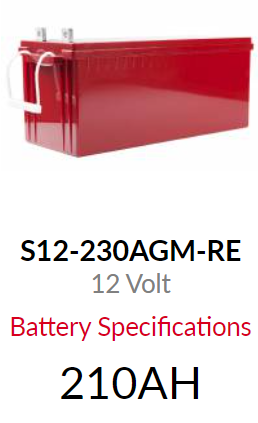 S12-230AGM-RE
12 Volt
Battery Specifications
210AH